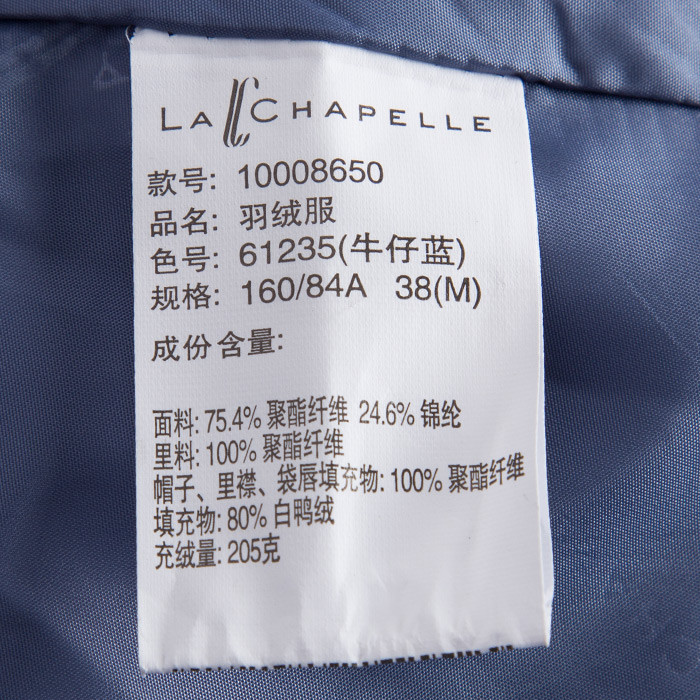 LA CHAPELLE
款号: 10008650
品名: 羽绒服
色号: 61235(牛仔蓝)
规格: 160/84A 38(M)
成份含量:
面料: 75.4% 聚酯纤维 24.6% 锦纶
里料: 100% 聚酯纤维
帽子、里襟、袋唇填充物: 100% 聚酯纤维
填充物: 80% 白鸭绒
充绒量: 205克